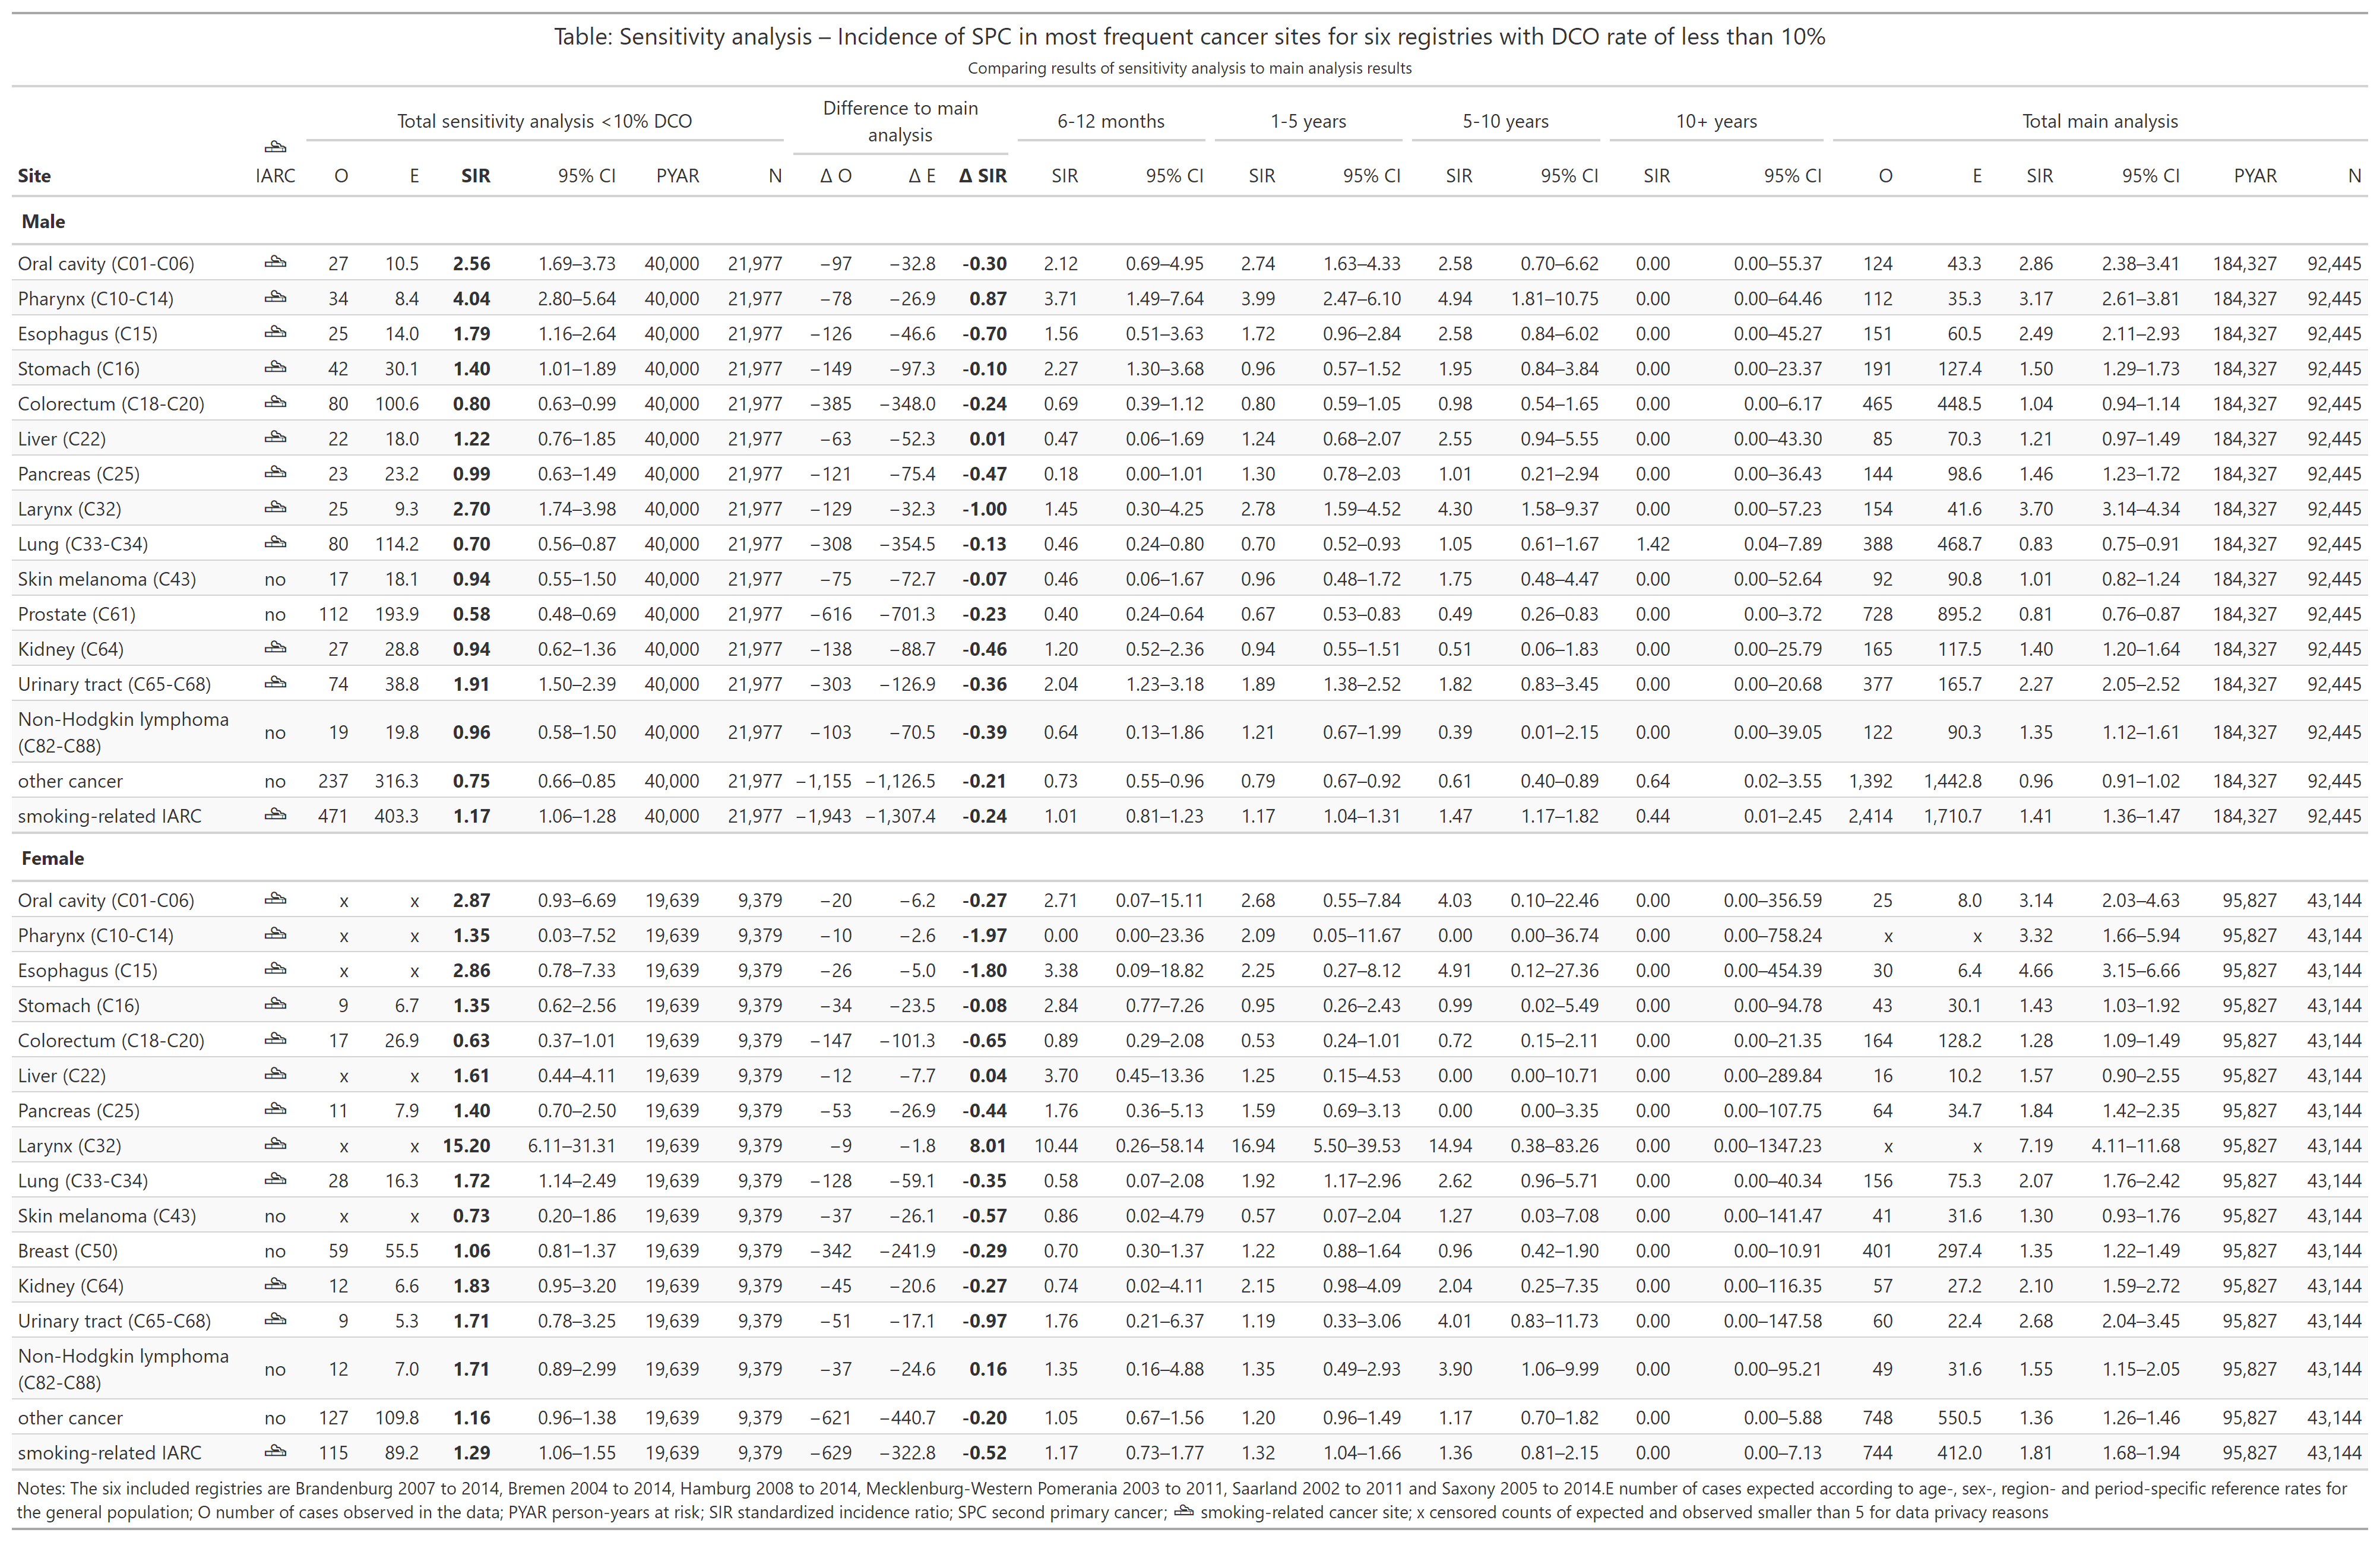 Table: Sensitivity analysis – Incidence of SPC in most frequent cancer sites for six registries with DCO rate of less than 10%
Comparing results of sensitivity analysis to main analysis results
Total sensitivity analysis <10% DCO Difference to main analysis 6-12 months 1-5 years 5-10 years 10+ years Total main analysis
Site IARC O E SIR 95% CI PYAR N Δ O Δ E Δ SIR SIR 95% CI SIR 95% CI SIR 95% CI SIR 95% CI O E SIR 95% CI PYAR N
Male
Oral cavity (C01-C06) 27 10.5 2.56 1.69–3.73 40,000 21,977 −97 −32.8 -0.30 2.12 0.69–4.95 2.74 1.63–4.33 2.58 0.70–6.62 0.00 0.00–55.37 124 43.3 2.86 2.38–3.41 184,327 92,445
Pharynx (C10-C14) 34 8.4 4.04 2.80–5.64 40,000 21,977 −78 −26.9 0.87 3.71 1.49–7.64 3.99 2.47–6.10 4.94 1.81–10.75 0.00 0.00–64.46 112 35.3 3.17 2.61–3.81 184,327 92,445
Esophagus (C15) 25 14.0 1.79 1.16–2.64 40,000 21,977 −126 −46.6 -0.70 1.56 0.51–3.63 1.72 0.96–2.84 2.58 0.84–6.02 0.00 0.00–45.27 151 60.5 2.49 2.11–2.93 184,327 92,445
Stomach (C16) 42 30.1 1.40 1.01–1.89 40,000 21,977 −149 −97.3 -0.10 2.27 1.30–3.68 0.96 0.57–1.52 1.95 0.84–3.84 0.00 0.00–23.37 191 127.4 1.50 1.29–1.73 184,327 92,445
Colorectum (C18-C20) 80 100.6 0.80 0.63–0.99 40,000 21,977 −385 −348.0 -0.24 0.69 0.39–1.12 0.80 0.59–1.05 0.98 0.54–1.65 0.00 0.00–6.17 465 448.5 1.04 0.94–1.14 184,327 92,445
Liver (C22) 22 18.0 1.22 0.76–1.85 40,000 21,977 −63 −52.3 0.01 0.47 0.06–1.69 1.24 0.68–2.07 2.55 0.94–5.55 0.00 0.00–43.30 85 70.3 1.21 0.97–1.49 184,327 92,445
Pancreas (C25) 23 23.2 0.99 0.63–1.49 40,000 21,977 −121 −75.4 -0.47 0.18 0.00–1.01 1.30 0.78–2.03 1.01 0.21–2.94 0.00 0.00–36.43 144 98.6 1.46 1.23–1.72 184,327 92,445
Larynx (C32) 25 9.3 2.70 1.74–3.98 40,000 21,977 −129 −32.3 -1.00 1.45 0.30–4.25 2.78 1.59–4.52 4.30 1.58–9.37 0.00 0.00–57.23 154 41.6 3.70 3.14–4.34 184,327 92,445
Lung (C33-C34) 80 114.2 0.70 0.56–0.87 40,000 21,977 −308 −354.5 -0.13 0.46 0.24–0.80 0.70 0.52–0.93 1.05 0.61–1.67 1.42 0.04–7.89 388 468.7 0.83 0.75–0.91 184,327 92,445
Skin melanoma (C43) no 17 18.1 0.94 0.55–1.50 40,000 21,977 −75 −72.7 -0.07 0.46 0.06–1.67 0.96 0.48–1.72 1.75 0.48–4.47 0.00 0.00–52.64 92 90.8 1.01 0.82–1.24 184,327 92,445
Prostate (C61) no 112 193.9 0.58 0.48–0.69 40,000 21,977 −616 −701.3 -0.23 0.40 0.24–0.64 0.67 0.53–0.83 0.49 0.26–0.83 0.00 0.00–3.72 728 895.2 0.81 0.76–0.87 184,327 92,445
Kidney (C64) 27 28.8 0.94 0.62–1.36 40,000 21,977 −138 −88.7 -0.46 1.20 0.52–2.36 0.94 0.55–1.51 0.51 0.06–1.83 0.00 0.00–25.79 165 117.5 1.40 1.20–1.64 184,327 92,445
Urinary tract (C65-C68) 74 38.8 1.91 1.50–2.39 40,000 21,977 −303 −126.9 -0.36 2.04 1.23–3.18 1.89 1.38–2.52 1.82 0.83–3.45 0.00 0.00–20.68 377 165.7 2.27 2.05–2.52 184,327 92,445
Non-Hodgkin lymphoma
(C82-C88) no 19 19.8 0.96 0.58–1.50 40,000 21,977 −103 −70.5 -0.39 0.64 0.13–1.86 1.21 0.67–1.99 0.39 0.01–2.15 0.00 0.00–39.05 122 90.3 1.35 1.12–1.61 184,327 92,445
other cancer no 237 316.3 0.75 0.66–0.85 40,000 21,977 −1,155 −1,126.5 -0.21 0.73 0.55–0.96 0.79 0.67–0.92 0.61 0.40–0.89 0.64 0.02–3.55 1,392 1,442.8 0.96 0.91–1.02 184,327 92,445
smoking-related IARC 471 403.3 1.17 1.06–1.28 40,000 21,977 −1,943 −1,307.4 -0.24 1.01 0.81–1.23 1.17 1.04–1.31 1.47 1.17–1.82 0.44 0.01–2.45 2,414 1,710.7 1.41 1.36–1.47 184,327 92,445
Female
Oral cavity (C01-C06) x x 2.87 0.93–6.69 19,639 9,379 −20 −6.2 -0.27 2.71 0.07–15.11 2.68 0.55–7.84 4.03 0.10–22.46 0.00 0.00–356.59 25 8.0 3.14 2.03–4.63 95,827 43,144
Pharynx (C10-C14) x x 1.35 0.03–7.52 19,639 9,379 −10 −2.6 -1.97 0.00 0.00–23.36 2.09 0.05–11.67 0.00 0.00–36.74 0.00 0.00–758.24 x x 3.32 1.66–5.94 95,827 43,144
Esophagus (C15) x x 2.86 0.78–7.33 19,639 9,379 −26 −5.0 -1.80 3.38 0.09–18.82 2.25 0.27–8.12 4.91 0.12–27.36 0.00 0.00–454.39 30 6.4 4.66 3.15–6.66 95,827 43,144
Stomach (C16) 9 6.7 1.35 0.62–2.56 19,639 9,379 −34 −23.5 -0.08 2.84 0.77–7.26 0.95 0.26–2.43 0.99 0.02–5.49 0.00 0.00–94.78 43 30.1 1.43 1.03–1.92 95,827 43,144
Colorectum (C18-C20) 17 26.9 0.63 0.37–1.01 19,639 9,379 −147 −101.3 -0.65 0.89 0.29–2.08 0.53 0.24–1.01 0.72 0.15–2.11 0.00 0.00–21.35 164 128.2 1.28 1.09–1.49 95,827 43,144
Liver (C22) x x 1.61 0.44–4.11 19,639 9,379 −12 −7.7 0.04 3.70 0.45–13.36 1.25 0.15–4.53 0.00 0.00–10.71 0.00 0.00–289.84 16 10.2 1.57 0.90–2.55 95,827 43,144
Pancreas (C25) 11 7.9 1.40 0.70–2.50 19,639 9,379 −53 −26.9 -0.44 1.76 0.36–5.13 1.59 0.69–3.13 0.00 0.00–3.35 0.00 0.00–107.75 64 34.7 1.84 1.42–2.35 95,827 43,144
Larynx (C32) x x 15.20 6.11–31.31 19,639 9,379 −9 −1.8 8.01 10.44 0.26–58.14 16.94 5.50–39.53 14.94 0.38–83.26 0.00 0.00–1347.23 x x 7.19 4.11–11.68 95,827 43,144
Lung (C33-C34) 28 16.3 1.72 1.14–2.49 19,639 9,379 −128 −59.1 -0.35 0.58 0.07–2.08 1.92 1.17–2.96 2.62 0.96–5.71 0.00 0.00–40.34 156 75.3 2.07 1.76–2.42 95,827 43,144
Skin melanoma (C43) no x x 0.73 0.20–1.86 19,639 9,379 −37 −26.1 -0.57 0.86 0.02–4.79 0.57 0.07–2.04 1.27 0.03–7.08 0.00 0.00–141.47 41 31.6 1.30 0.93–1.76 95,827 43,144
Breast (C50) no 59 55.5 1.06 0.81–1.37 19,639 9,379 −342 −241.9 -0.29 0.70 0.30–1.37 1.22 0.88–1.64 0.96 0.42–1.90 0.00 0.00–10.91 401 297.4 1.35 1.22–1.49 95,827 43,144
Kidney (C64) 12 6.6 1.83 0.95–3.20 19,639 9,379 −45 −20.6 -0.27 0.74 0.02–4.11 2.15 0.98–4.09 2.04 0.25–7.35 0.00 0.00–116.35 57 27.2 2.10 1.59–2.72 95,827 43,144
Urinary tract (C65-C68) 9 5.3 1.71 0.78–3.25 19,639 9,379 −51 −17.1 -0.97 1.76 0.21–6.37 1.19 0.33–3.06 4.01 0.83–11.73 0.00 0.00–147.58 60 22.4 2.68 2.04–3.45 95,827 43,144
Non-Hodgkin lymphoma
(C82-C88) no 12 7.0 1.71 0.89–2.99 19,639 9,379 −37 −24.6 0.16 1.35 0.16–4.88 1.35 0.49–2.93 3.90 1.06–9.99 0.00 0.00–95.21 49 31.6 1.55 1.15–2.05 95,827 43,144
other cancer no 127 109.8 1.16 0.96–1.38 19,639 9,379 −621 −440.7 -0.20 1.05 0.67–1.56 1.20 0.96–1.49 1.17 0.70–1.82 0.00 0.00–5.88 748 550.5 1.36 1.26–1.46 95,827 43,144
smoking-related IARC 115 89.2 1.29 1.06–1.55 19,639 9,379 −629 −322.8 -0.52 1.17 0.73–1.77 1.32 1.04–1.66 1.36 0.81–2.15 0.00 0.00–7.13 744 412.0 1.81 1.68–1.94 95,827 43,144
Notes: The six included registries are Brandenburg 2007 to 2014, Bremen 2004 to 2014, Hamburg 2008 to 2014, Mecklenburg-Western Pomerania 2003 to 2011, Saarland 2002 to 2011 and Saxony 2005 to 2014.E number of cases expected according to age-, sex-, region- and period-specific reference rates for
the general population; O number of cases observed in the data; PYAR person-years at risk; SIR standardized incidence ratio; SPC second primary cancer; smoking-related cancer site; x censored counts of expected and observed smaller than 5 for data privacy reasons